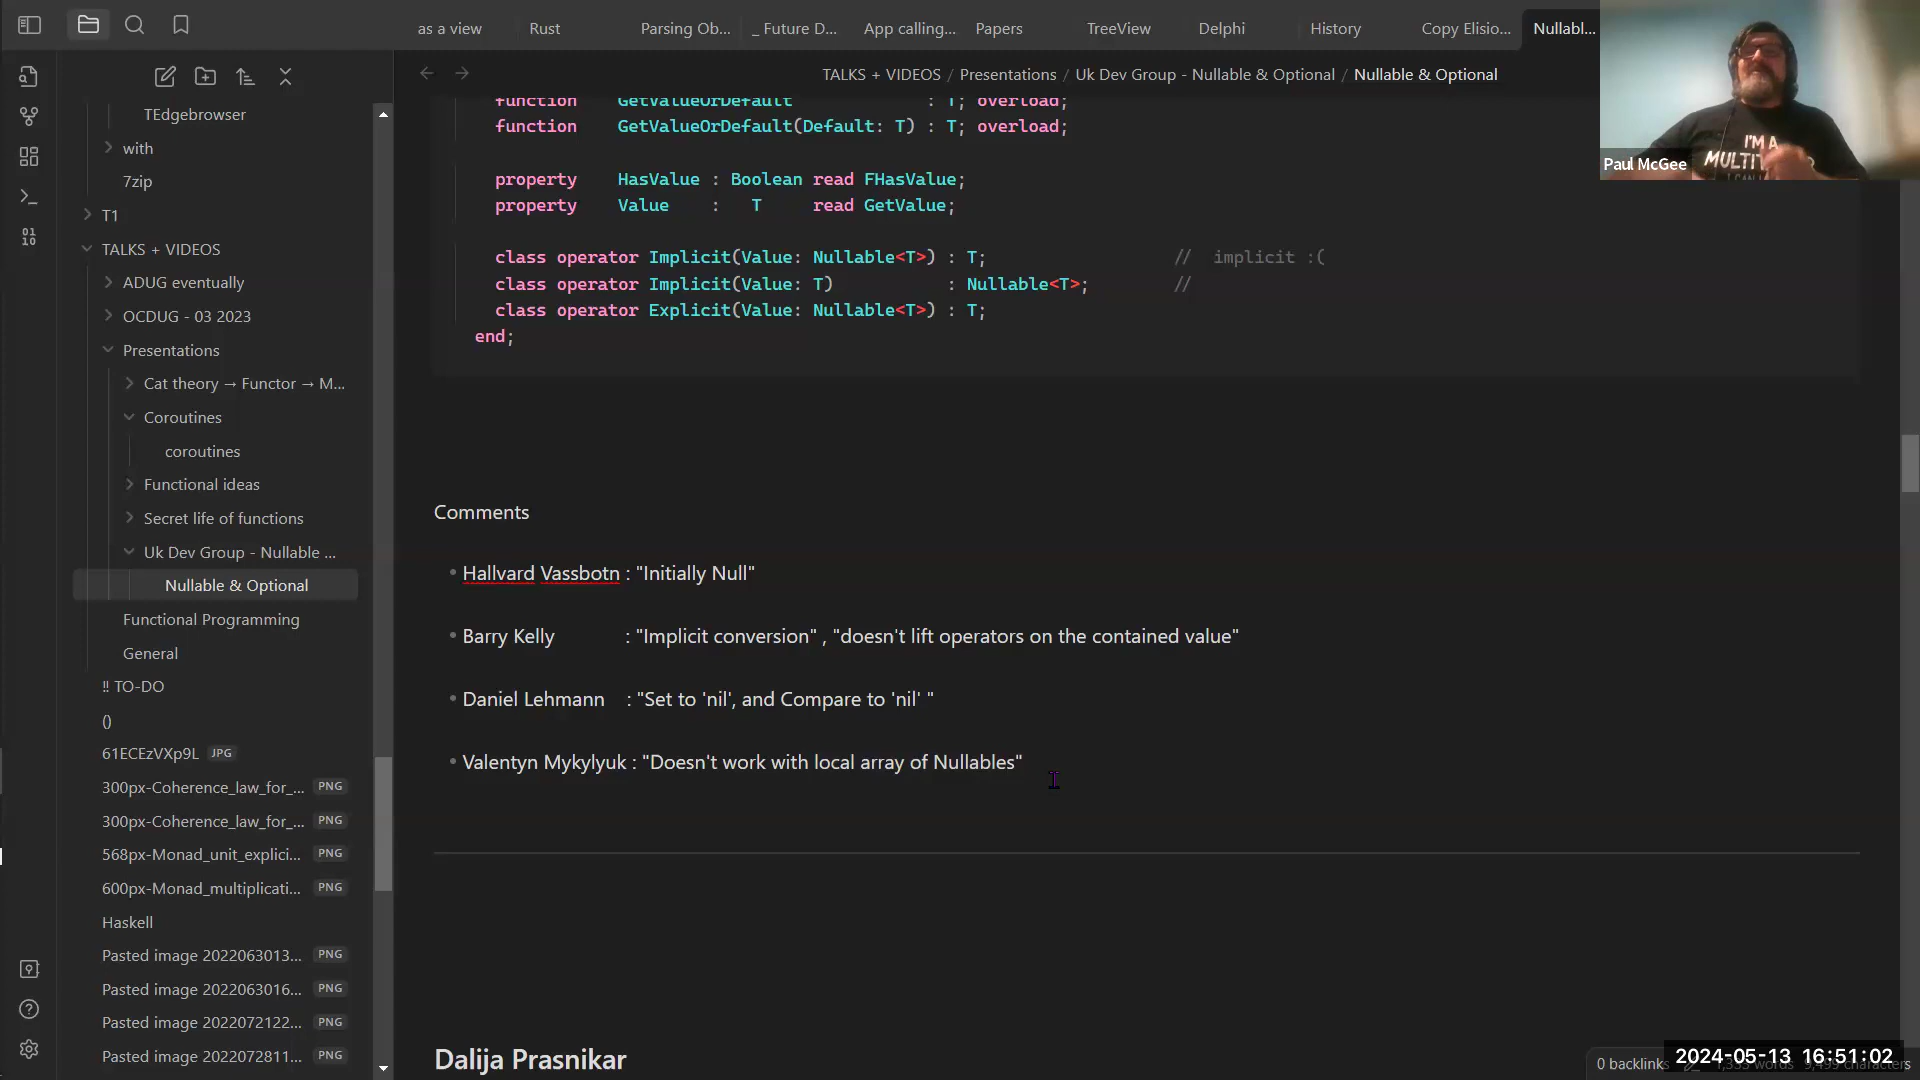 as a view
Rust
Parsing Ob...
_ Future D...
App calling...
Papers
TreeView
Delphi
History
Copy Elisio...
Nullabl...
TALKS + VIDEOS / Presentations / Uk Dev Group - Nullable & Optional / Nullable & Optional
TEdgebrowser
with
7zip
T1
TALKS + VIDEOS
ADUG eventually
OCDUG - 03 2023
Presentations
Cat theory → Functor → M...
Coroutines
coroutines
Functional ideas
Secret life of functions
Uk Dev Group - Nullable ...
Nullable & Optional
Functional Programming
General
!! TO-DO
()
61ECEzVXp9L JPG
300px-Coherence_law_for_... PNG
300px-Coherence_law_for_... PNG
568px-Monad_unit_explici... PNG
600px-Monad_multiplicati... PNG
Haskell
Pasted image 2022063013... PNG
Pasted image 2022063016... PNG
Pasted image 2022072122... PNG
Pasted image 2022072811... PNG
function GetValueOrDefault : T; overload;
function GetValueOrDefault(Default: T) : T; overload;
property HasValue : Boolean read FHasValue;
property Value : T read GetValue;
class operator Implicit(Value: Nullable<T>) : T; // implicit :(
class operator Implicit(Value: T) : Nullable<T>; //
class operator Explicit(Value: Nullable<T>) : T;
end;
Comments
• Hallvard Vassbotn : "Initially Null"
• Barry Kelly : "Implicit conversion" , "doesn't lift operators on the contained value"
• Daniel Lehmann : "Set to 'nil', and Compare to 'nil' "
• Valentyn Mykylyuk : "Doesn't work with local array of Nullables"
Dalija Prasnikar
I'M A
Paul McGee
0 backlinks
2024-05-13 16:51:02